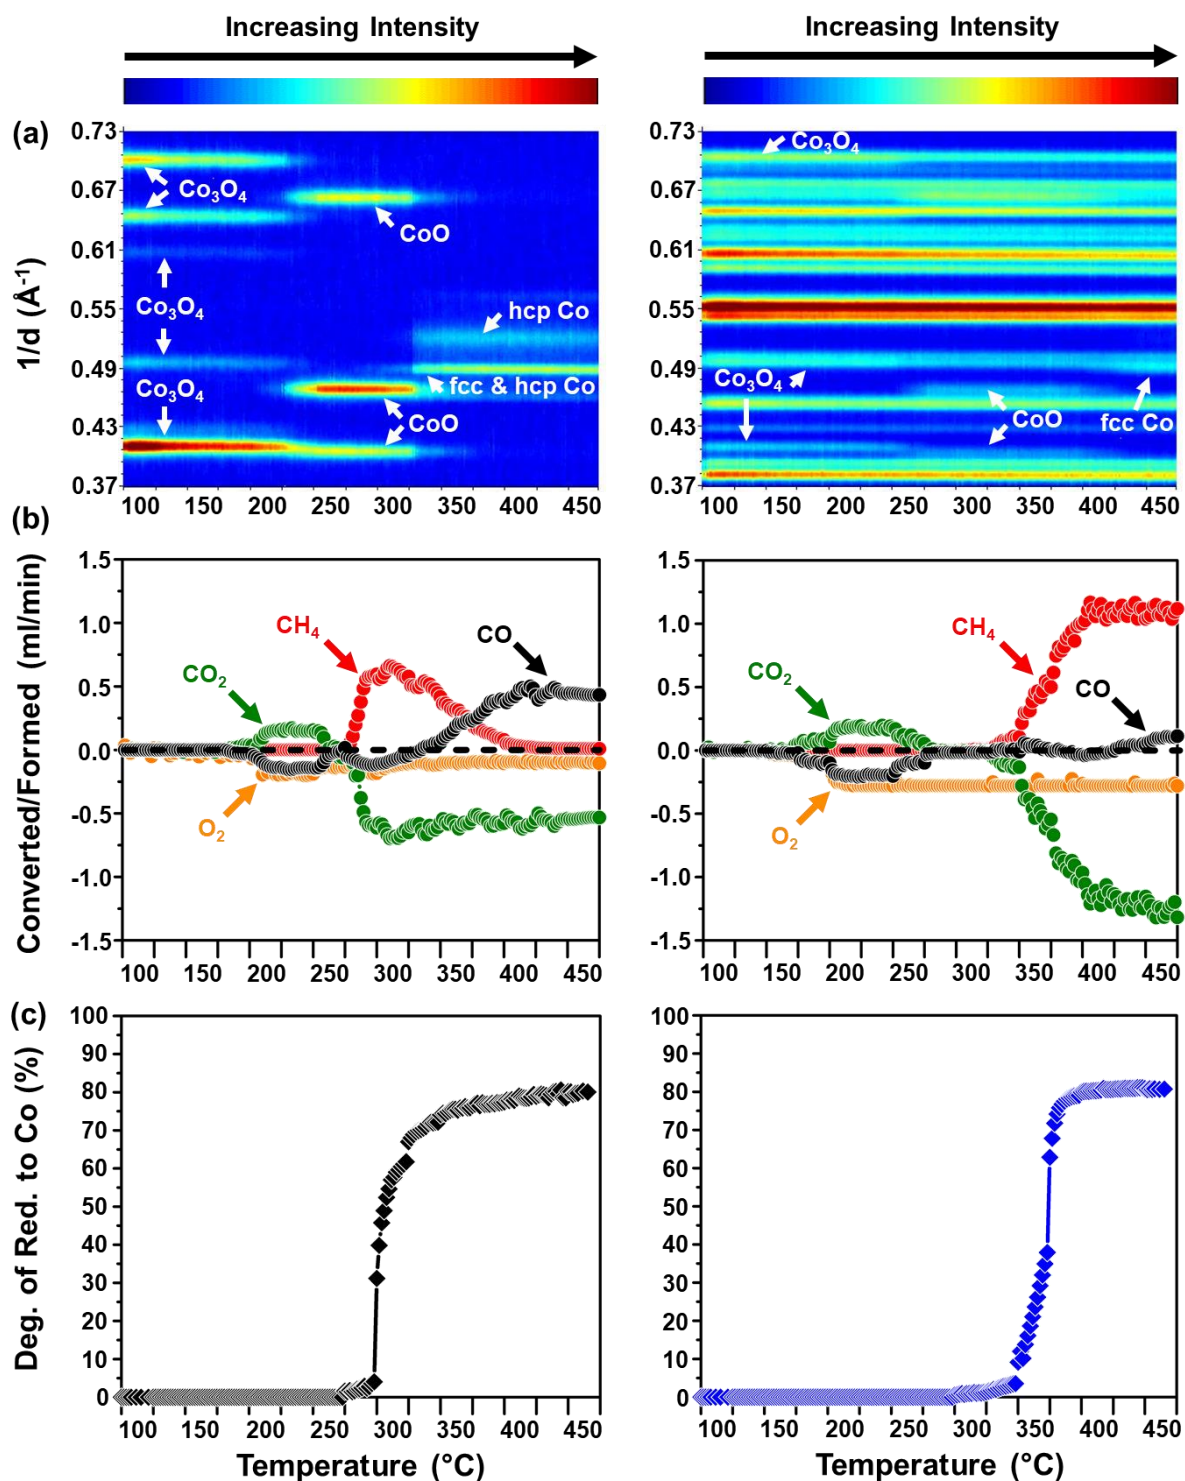 Increasing Intensity
Increasing Intensity
(a)
1/d (Å-1)
0.73
0.67
0.61
0.55
0.49
0.43
0.37
Co3O4
Co3O4
Co3O4
CoO
hcp Co
fcc & hcp Co
CoO
100 150 200 250 300 350 400 450
0.73
0.67
0.61
0.55
0.49
0.43
0.37
Co3O4
Co3O4
CoO
fcc Co
100 150 200 250 300 350 400 450
(b)
Converted/Formed (ml/min)
1.5
1.0
0.5
0.0
-0.5
-1.0
-1.5
CH4
CO
CO2
O2
100 150 200 250 300 350 400 450
1.5
1.0
0.5
0.0
-0.5
-1.0
-1.5
CH4
CO2
CO
O2
100 150 200 250 300 350 400 450
(c)
Deg. of Red. to Co (%)
100
90
80
70
60
50
40
30
20
10
0
100 150 200 250 300 350 400 450
Temperature (°C)
100
90
80
70
60
50
40
30
20
10
0
100 150 200 250 300 350 400 450
Temperature (°C)